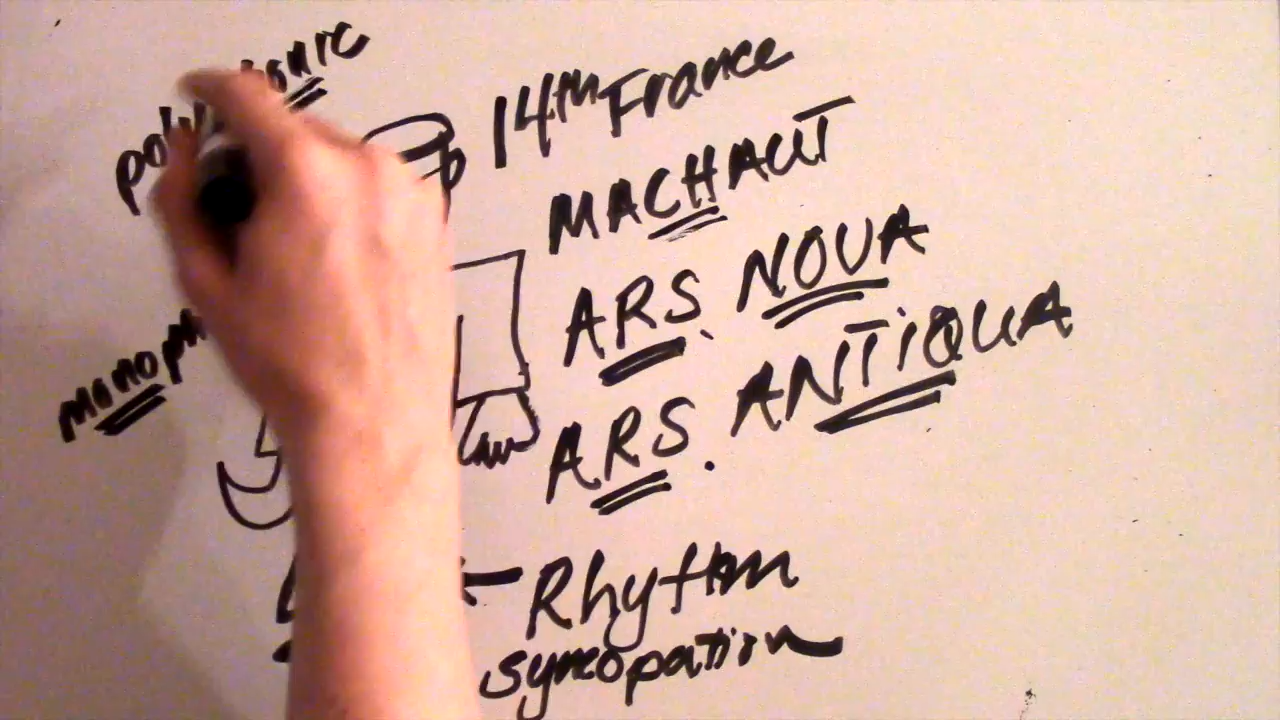 14th France
MACHAUT
ARS. NOVA
ARS. ANTIQUA
Rhythm
syncopation